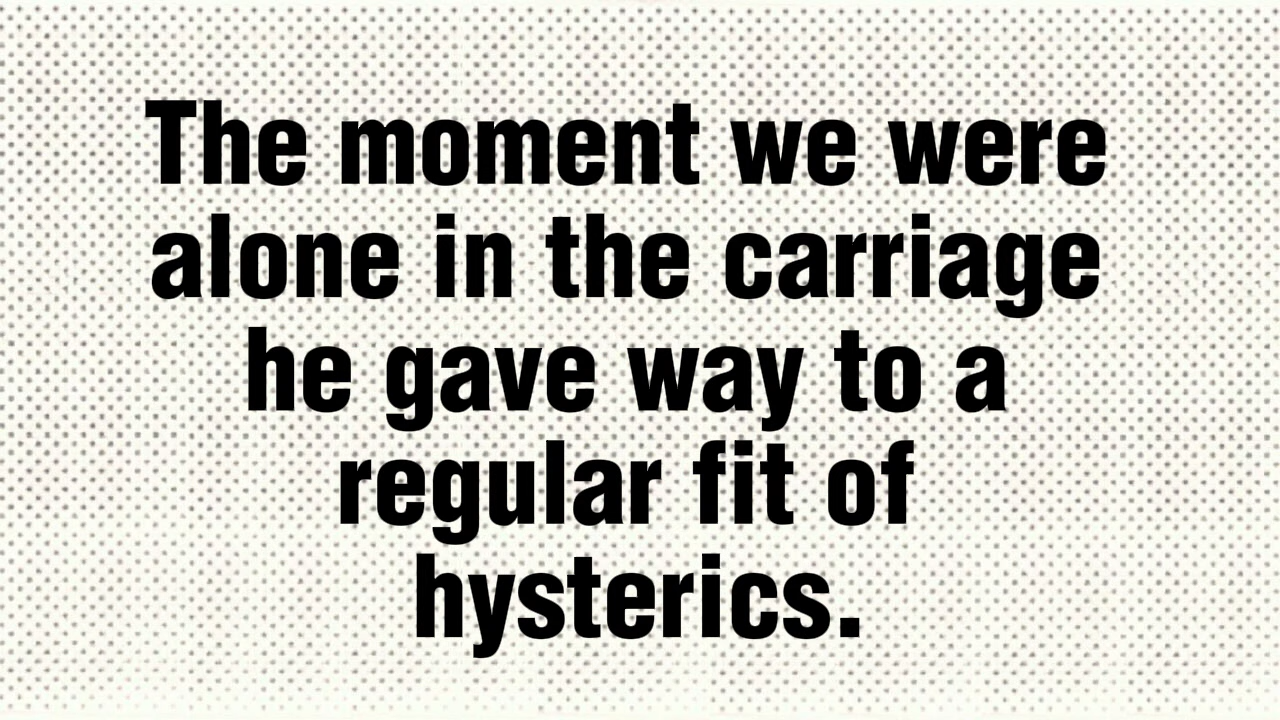 The moment we were
alone in the carriage
he gave way to a
regular fit of
hysterics.